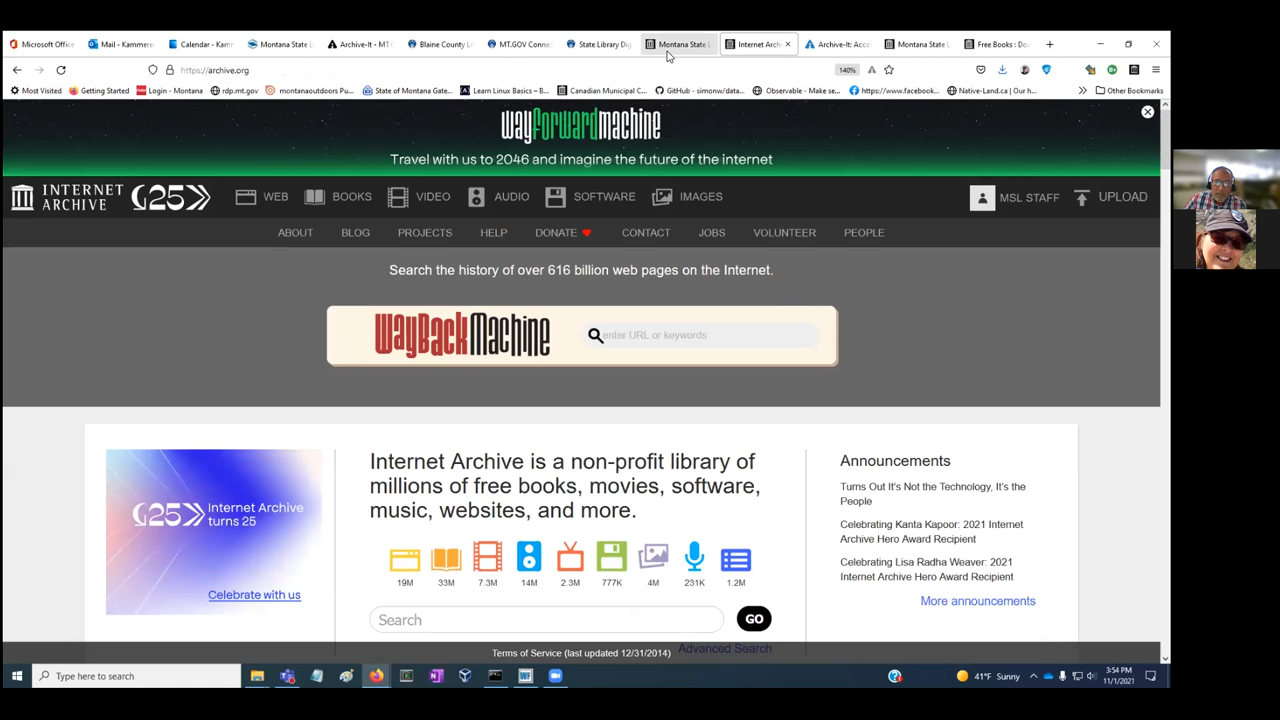 Microsoft Office Mail - Kammere Calendar - Kamm Montana State L Archive-It - MT C Blaine County L MT.GOV Connec State Library Dig Montana State L Internet Archi Archive-It: Acco Montana State L Free Books : Do
https://archive.org 140%
Most Visited Getting Started Login - Montana rdp.mt.gov montanaoutdoors Pu... State of Montana Gate... Learn Linux Basics – B... Canadian Municipal C... GitHub - simonw/data... Observable - Make se... https://www.facebook... Native-Land.ca | Our h... Other Bookmarks
wayforwardmachine
Travel with us to 2046 and imagine the future of the internet
INTERNET ARCHIVE 25 WEB BOOKS VIDEO AUDIO SOFTWARE IMAGES MSL STAFF UPLOAD
ABOUT BLOG PROJECTS HELP DONATE CONTACT JOBS VOLUNTEER PEOPLE
Search the history of over 616 billion web pages on the Internet.
WayBackMachine enter URL or keywords
25 Internet Archive
turns 25
Celebrate with us
Internet Archive is a non-profit library of
millions of free books, movies, software,
music, websites, and more.
19M 33M 7.3M 14M 2.3M 777K 4M 231K 1.2M
Search GO
Advanced Search
Announcements
Turns Out It's Not the Technology, It's the
People
Celebrating Kanta Kapoor: 2021 Internet
Archive Hero Award Recipient
Celebrating Lisa Radha Weaver: 2021
Internet Archive Hero Award Recipient
More announcements
Terms of Service (last updated 12/31/2014)
Type here to search 41°F Sunny 3:54 PM
11/1/2021